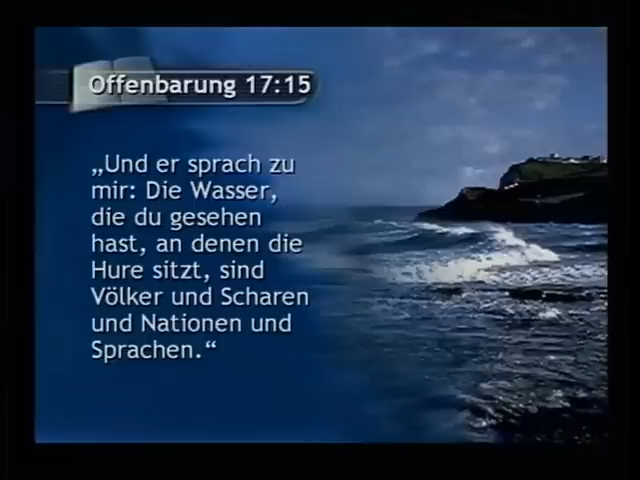 Offenbarung 17:15
„Und er sprach zu
mir: Die Wasser,
die du gesehen
hast, an denen die
Hure sitzt, sind
Völker und Scharen
und Nationen und
Sprachen.“